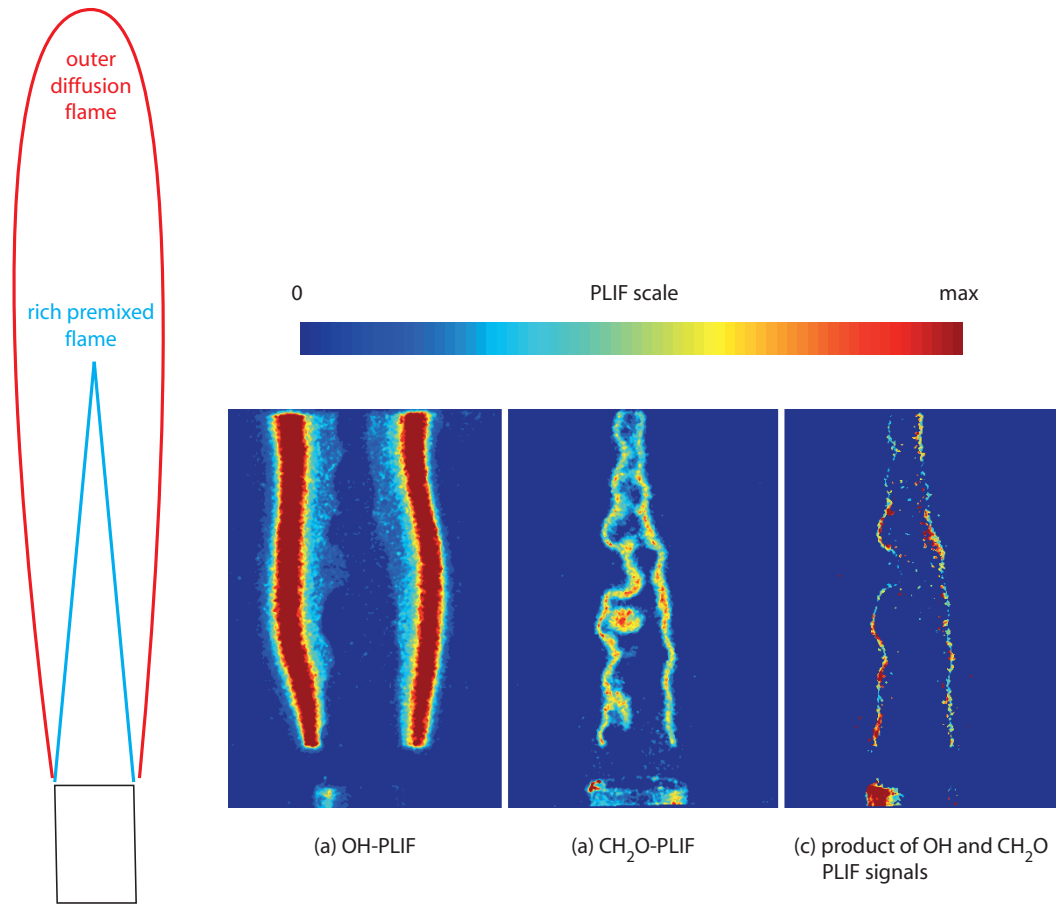 outer
diffusion
flame
rich premixed
flame
0 PLIF scale max
(a) OH-PLIF
(a) CH₂O-PLIF
(c) product of OH and CH₂O
PLIF signals